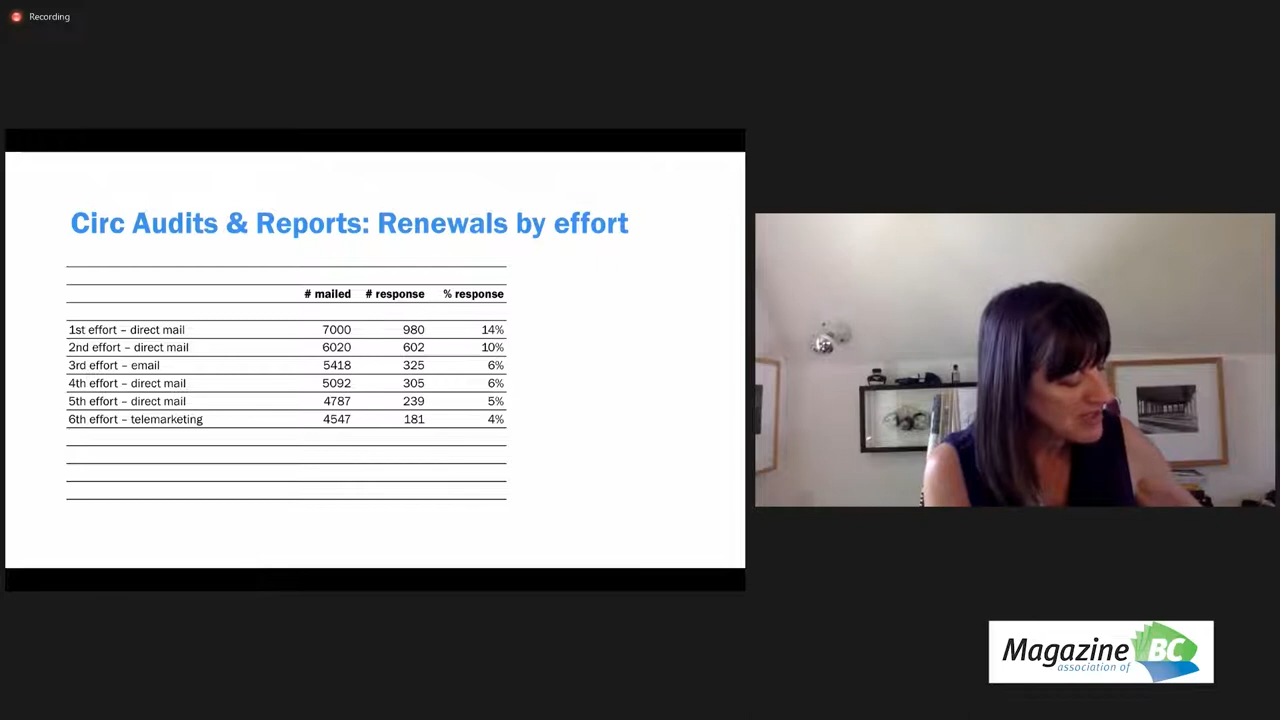 Recording
Circ Audits & Reports: Renewals by effort
# mailed # response % response
1st effort – direct mail 7000 980 14%
2nd effort – direct mail 6020 602 10%
3rd effort – email 5418 325 6%
4th effort – direct mail 5092 305 6%
5th effort – direct mail 4787 239 5%
6th effort – telemarketing 4547 181 4%
Magazine BC
association of